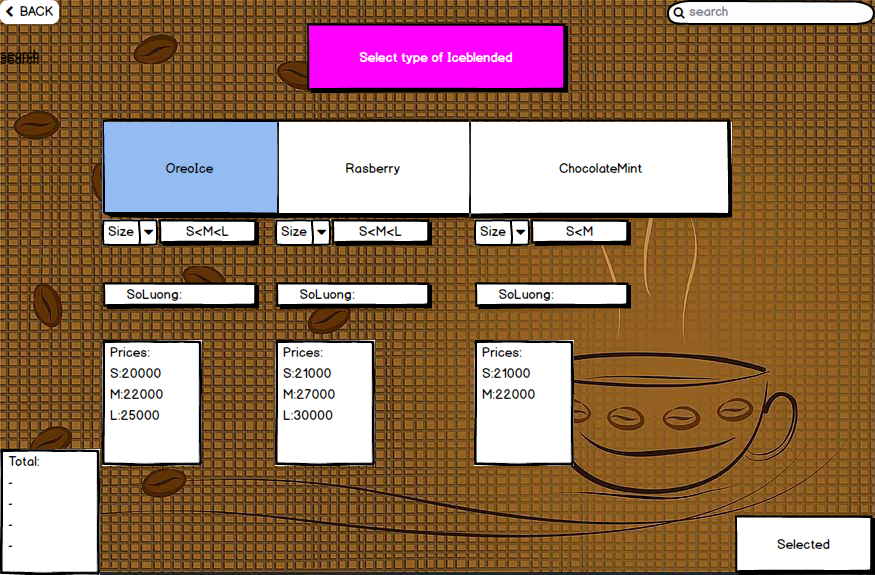 BACK
search
Select type of Iceblended
search
OreoIce
Rasberry
ChocolateMint
Size
S<M<L
Size
S<M<L
Size
S<M
SoLuong:
SoLuong:
SoLuong:
Prices:
S:20000
M:22000
L:25000
Prices:
S:21000
M:27000
L:30000
Prices:
S:21000
M:22000
Total:
-
-
-
-
Selected